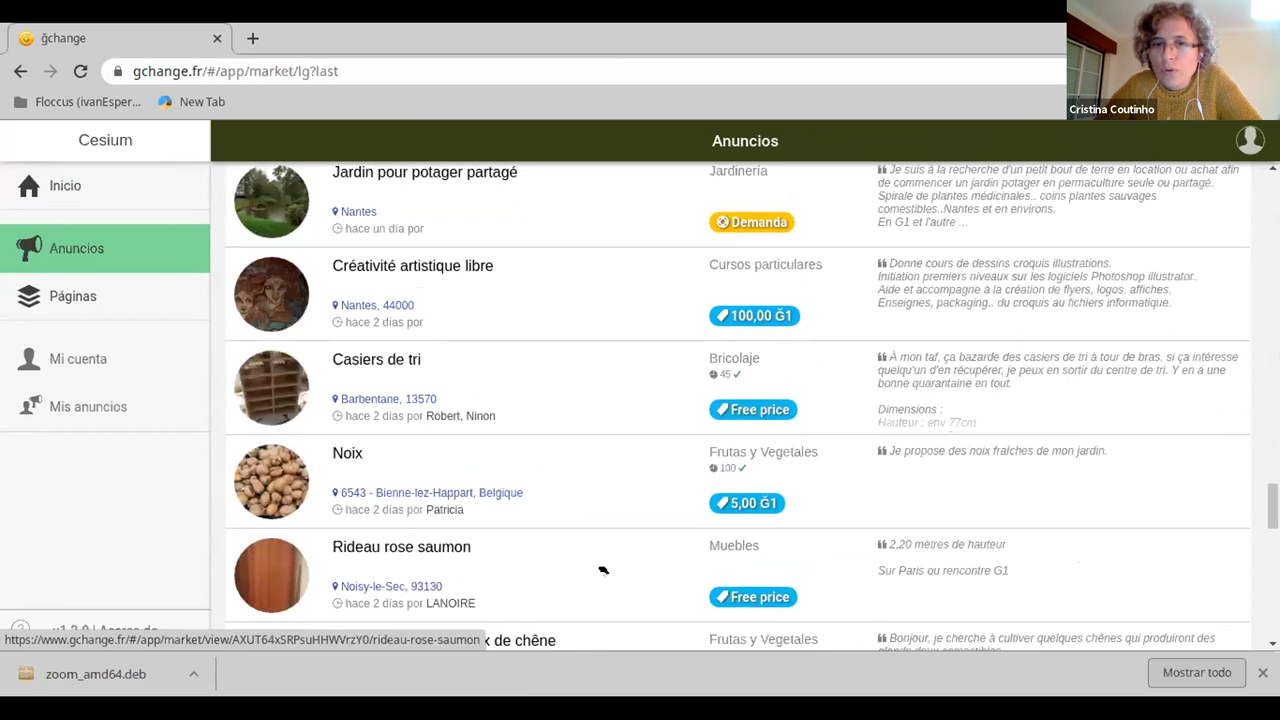 ğchange
gchange.fr/#/app/market/lg?last
Floccus (ivanEsper...
New Tab
Cristina Coutinho
Cesium
Anuncios
Inicio
Anuncios
Páginas
Mi cuenta
Mis anuncios
Jardin pour potager partagé
Nantes
hace un día por
Jardinería
Demanda
Je suis à la recherche d'un petit bout de terre en location ou achat afin
de commencer un jardin potager en permaculture seule ou partagé.
Spirale de plantes médicinales.. coins plantes sauvages
comestibles..Nantes et en environs.
En G1 et l'autre ...
Créativité artistique libre
Nantes, 44000
hace 2 días por
Cursos particulares
100,00 Ğ1
Donne cours de dessins croquis illustrations.
Initiation premiers niveaux sur les logiciels Photoshop illustrator.
Aide et accompagne à la création de flyers, logos, affiches,
Enseignes, packaging.. du croquis au fichiers informatique.
Casiers de tri
Barbentane, 13570
hace 2 días por Robert, Ninon
Bricolaje
45
Free price
À mon taf, ça bazarde des casiers de tri à tour de bras, si ça intéresse
quelqu'un d'en récupérer, je peux en sortir du centre de tri. Y en a une
bonne quarantaine en tout.
Dimensions :
Hauteur : env 77cm
Noix
6543 - Bienne-lez-Happart, Belgique
hace 2 días por Patricia
Frutas y Vegetales
100
5,00 Ğ1
Je propose des noix fraîches de mon jardin.
Rideau rose saumon
Noisy-le-Sec, 93130
hace 2 días por LANOIRE
Muebles
Free price
2,20 mètres de hauteur
Sur Paris ou rencontre G1
x de chêne
Frutas y Vegetales
Bonjour, je cherche à cultiver quelques chênes qui produiront des
https://www.gchange.fr/#/app/market/view/AXUT64xSRPsuHHWVrzY0/rideau-rose-saumon
zoom_amd64.deb
Mostrar todo